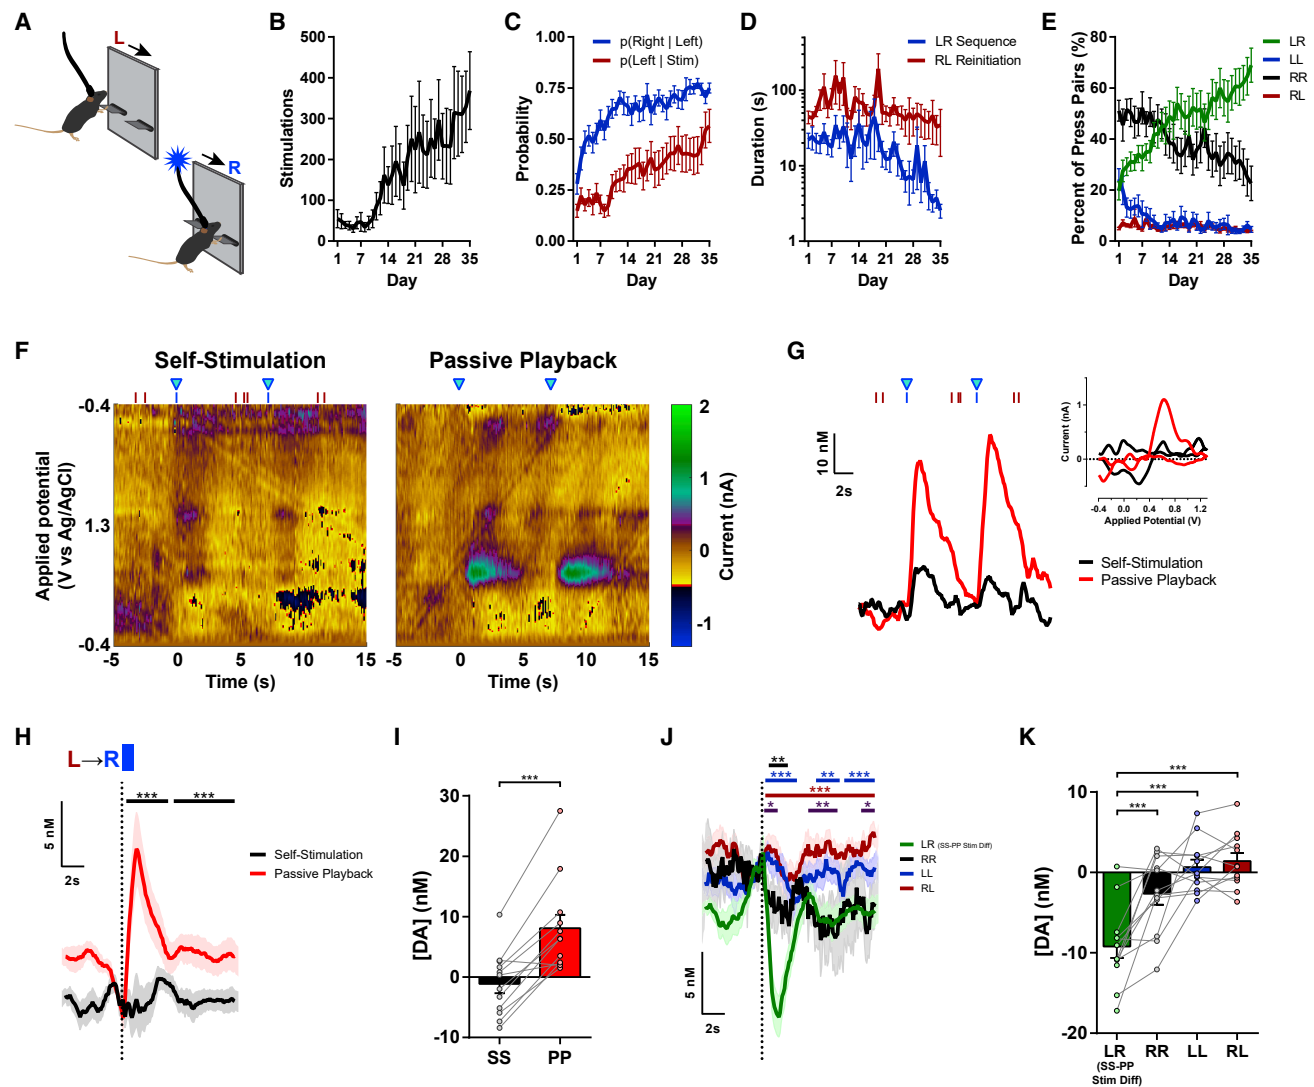 A
L
R
B
Stimulations
500
400
300
200
100
0
1 7 14 21 28 35
Day
C
p(Right | Left)
p(Left | Stim)
Probability
1.00
0.75
0.50
0.25
0.00
1 7 14 21 28 35
Day
D
LR Sequence
RL Reinitiation
Duration (s)
100
10
1
1 7 14 21 28 35
Day
E
Percent of Press Pairs (%)
80
60
40
20
0
1 7 14 21 28 35
Day
LR
LL
RR
RL
F
Self-Stimulation
Passive Playback
Applied potential
(V vs Ag/AgCl)
-0.4
1.3
-0.4
-5 0 5 10 15
Time (s)
-5 0 5 10 15
Time (s)
2
1
0
-1
Current (nA)
G
10 nM
2s
Current (nA)
1
0
-0.4 0.0 0.4 0.8 1.2
Applied Potential (V)
Self-Stimulation
Passive Playback
H
L→R
*** ***
5 nM
2s
Self-Stimulation
Passive Playback
I
***
[DA] (nM)
30
20
10
0
-10
SS PP
J
**
*** ** ***
***
* ** *
LR (SS-PP Stim Diff)
RR
LL
RL
5 nM
2s
K
***
***
***
[DA] (nM)
10
0
-10
-20
LR RR LL RL
(SS-PP
Stim Diff)